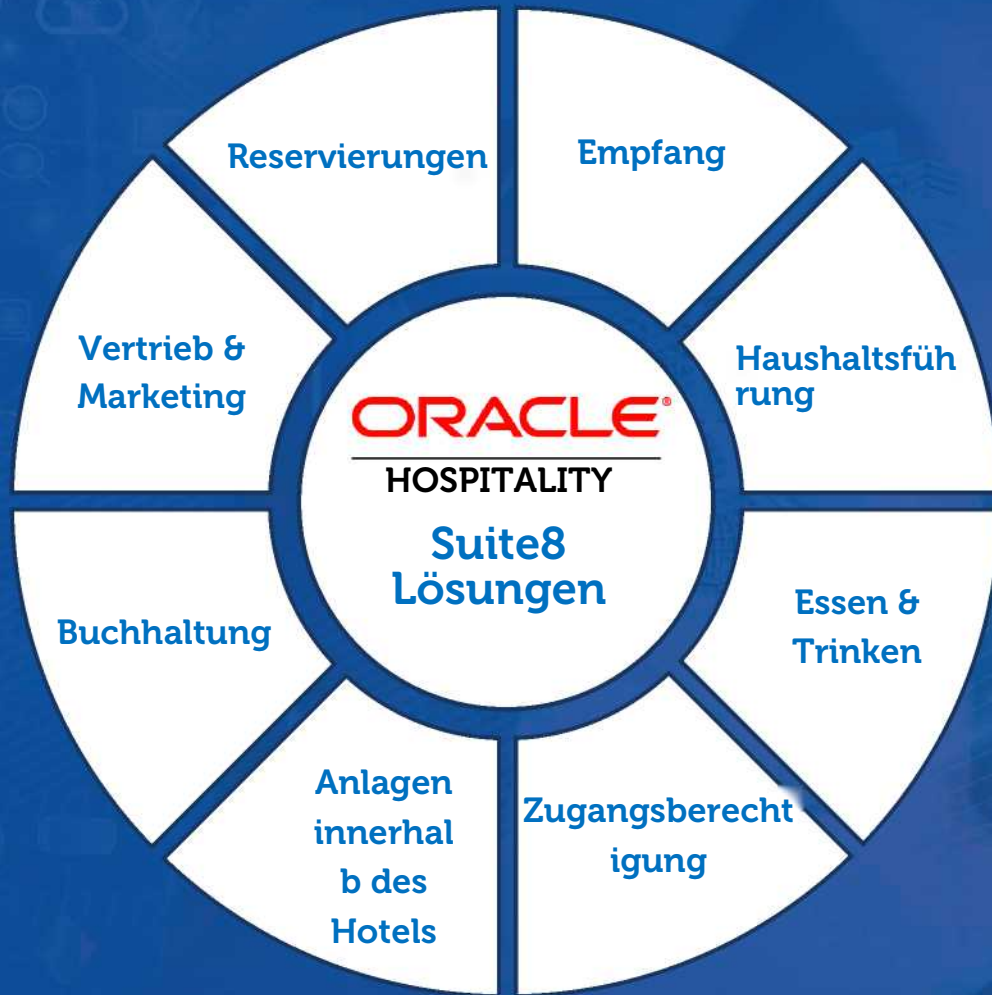 Reservierungen
Empfang
Vertrieb &
Marketing
Haushaltsfüh
rung
ORACLE®
HOSPITALITY
Suite8
Lösungen
Buchhaltung
Essen &
Trinken
Anlagen
innerhal
b des
Hotels
Zugangsberecht
igung